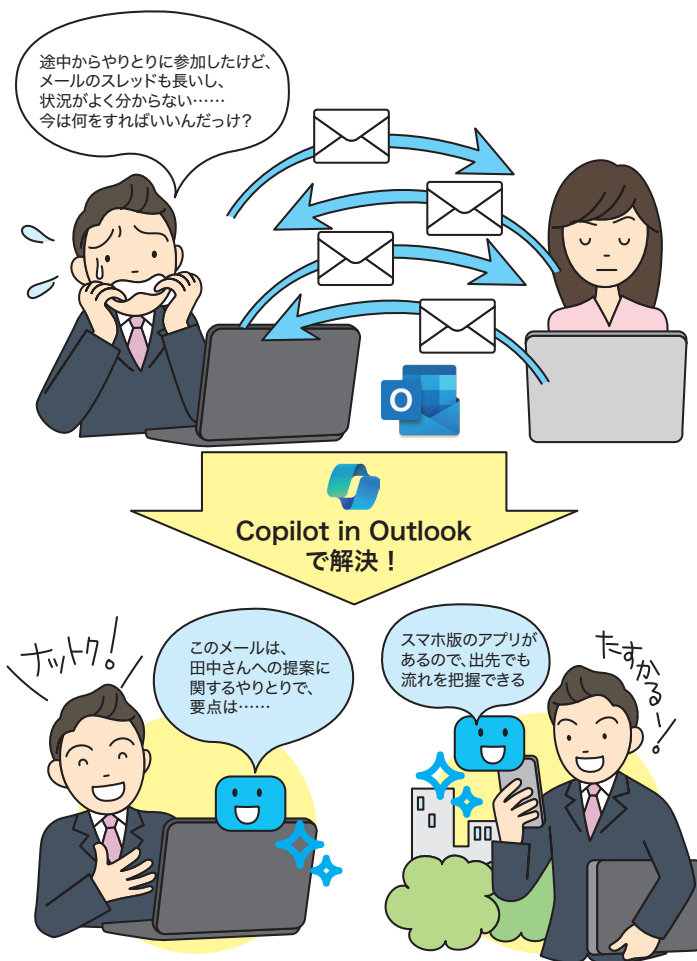 途中からやりとりに参加したけど、
メールのスレッドも長いし、
状況がよく分からない……
今は何をすればいいんだっけ？
O
Copilot in Outlook
で解決！
ナットク！
このメールは、
田中さんへの提案に
関するやりとりで、
要点は……
スマホ版のアプリが
あるので、出先でも
流れを把握できる
たすかるー！